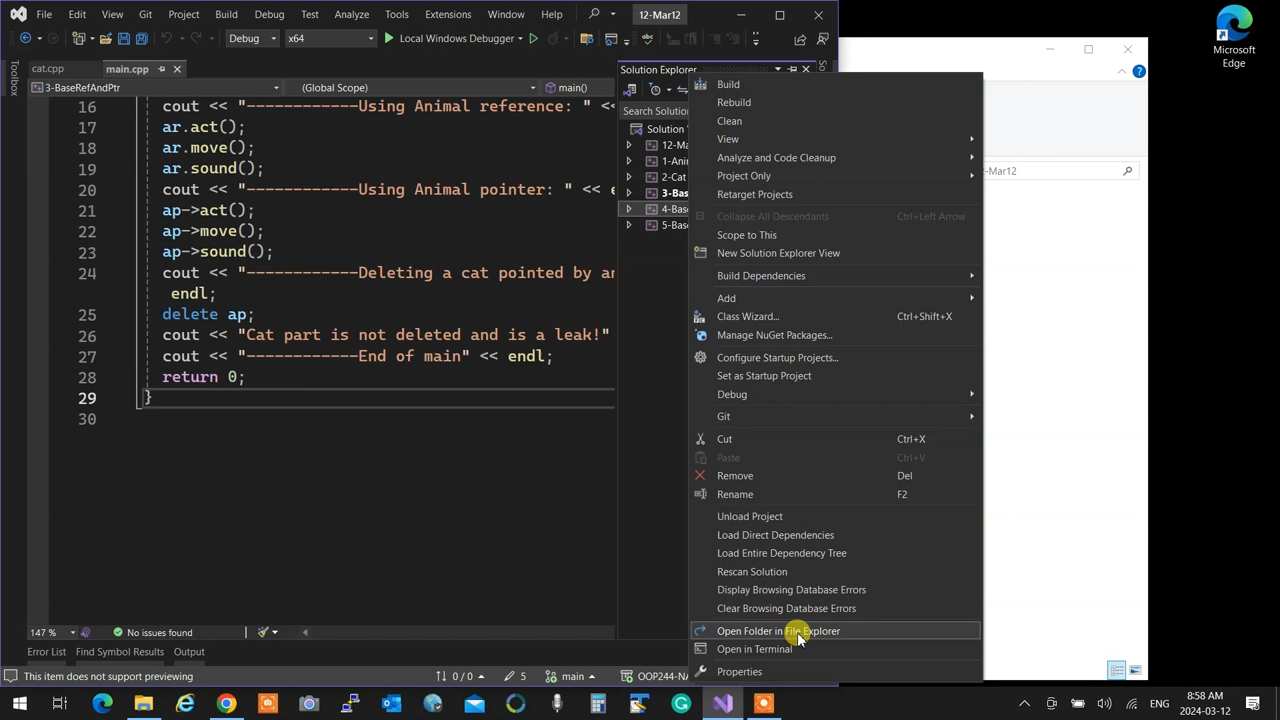 File Edit View Git Project Build Debug Test Analyze Tools Extensions Window Help 12-Mar12
Debug x64 Local Windows Debugger
cat.cpp main.cpp Solution Explorer
Toolbox
3-BaseRefAndPtr (Global Scope) main()
16 cout << "------------Using Animal reference: " <<
17 ar.act();
18 ar.move();
19 ar.sound();
20 cout << "------------Using Animal pointer: " << e
21 ap->act();
22 ap->move();
23 ap->sound();
24 cout << "------------Deleting a cat pointed by an
endl;
25 delete ap;
26 cout << "Cat part is not deleted and is a leak!"
27 cout << "------------End of main" << endl;
28 return 0;
29 }
30
Search Solutio
Solution
12-Ma
1-Anir
2-Cat
3-Bas
4-Base
5-Base
Build
Rebuild
Clean
View
Analyze and Code Cleanup
Project Only
Retarget Projects
Collapse All Descendants Ctrl+Left Arrow
Scope to This
New Solution Explorer View
Build Dependencies
Add
Class Wizard... Ctrl+Shift+X
Manage NuGet Packages...
Configure Startup Projects...
Set as Startup Project
Debug
Git
Cut Ctrl+X
Paste Ctrl+V
Remove Del
Rename F2
Unload Project
Load Direct Dependencies
Load Entire Dependency Tree
Rescan Solution
Display Browsing Database Errors
Clear Browsing Database Errors
Open Folder in File Explorer
Open in Terminal
Properties
-Mar12
Microsoft
Edge
147 % No issues found
Error List Find Symbol Results Output
This item does not support previewing 0 / 0 main OOP244-NA
ENG 8:58 AM
2024-03-12